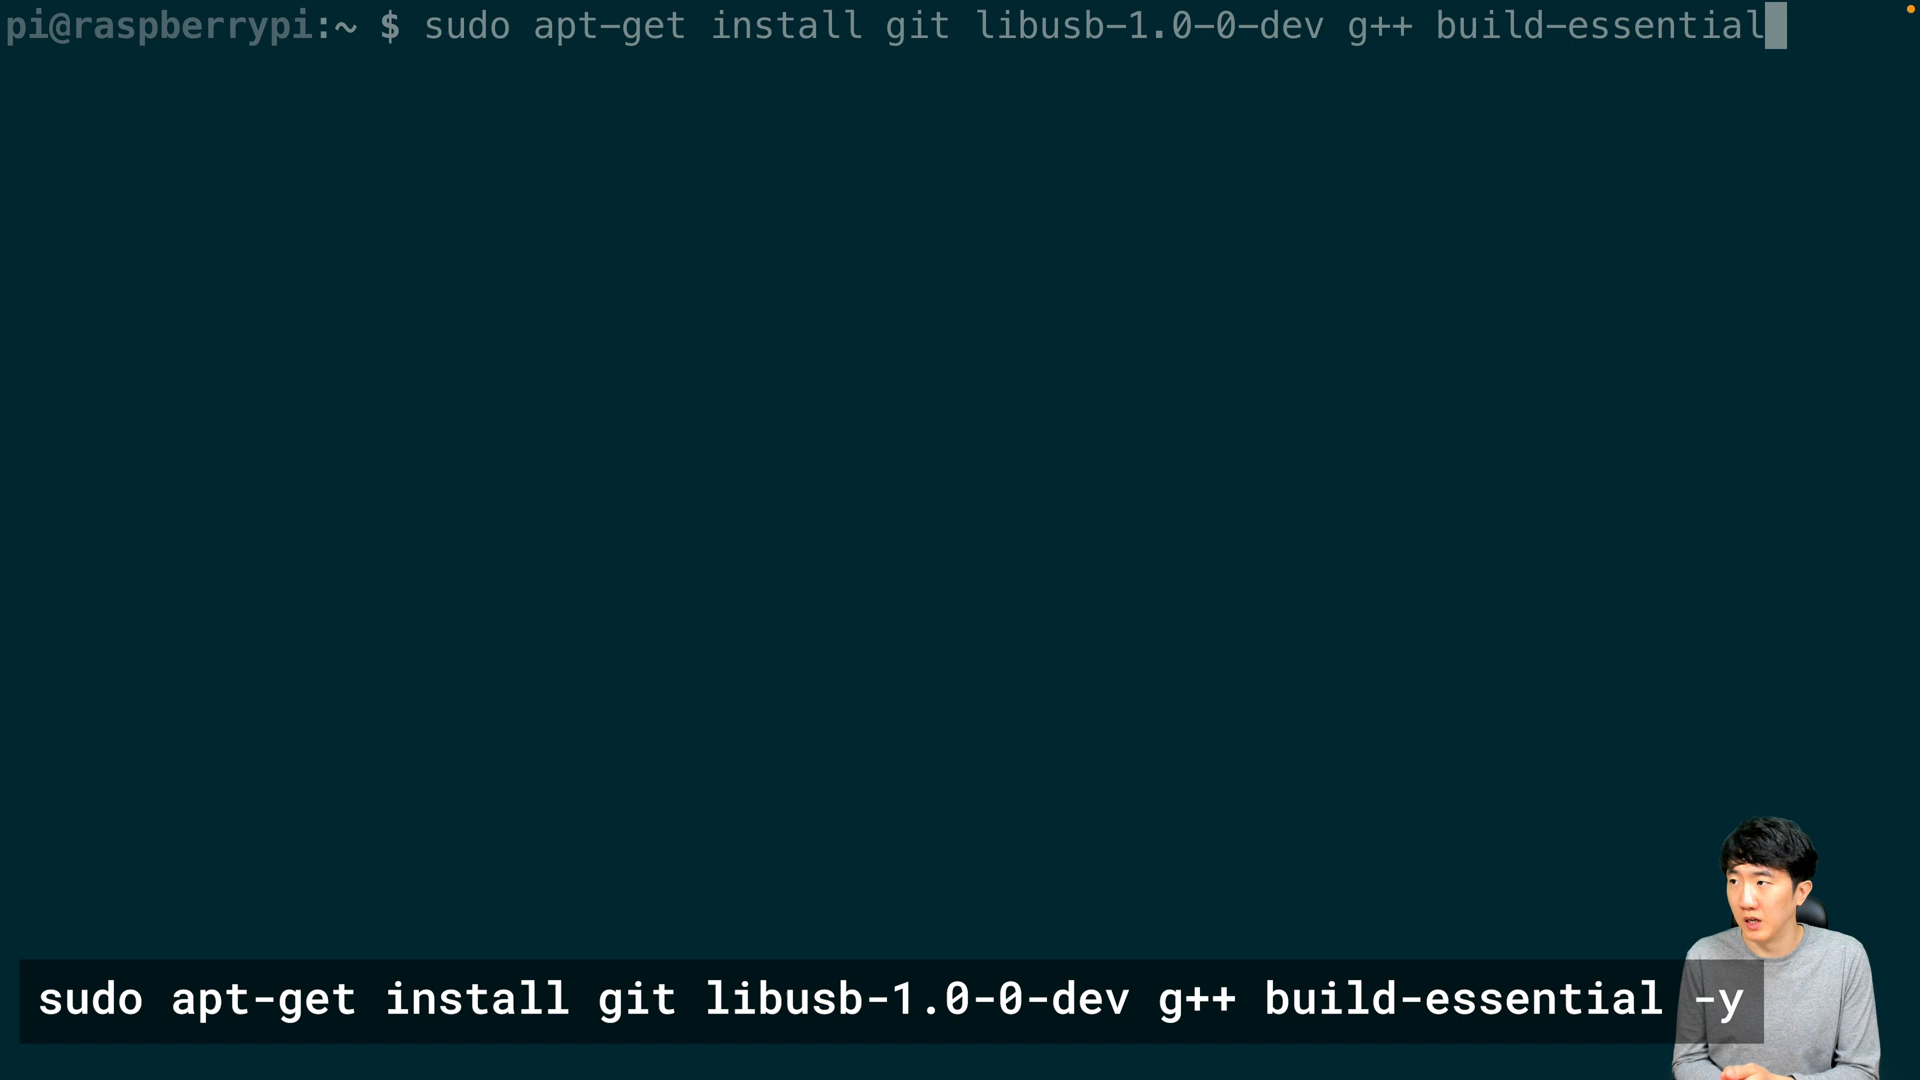 pi@raspberrypi:~ $ sudo apt-get install git libusb-1.0-0-dev g++ build-essential
sudo apt-get install git libusb-1.0-0-dev g++ build-essential -y